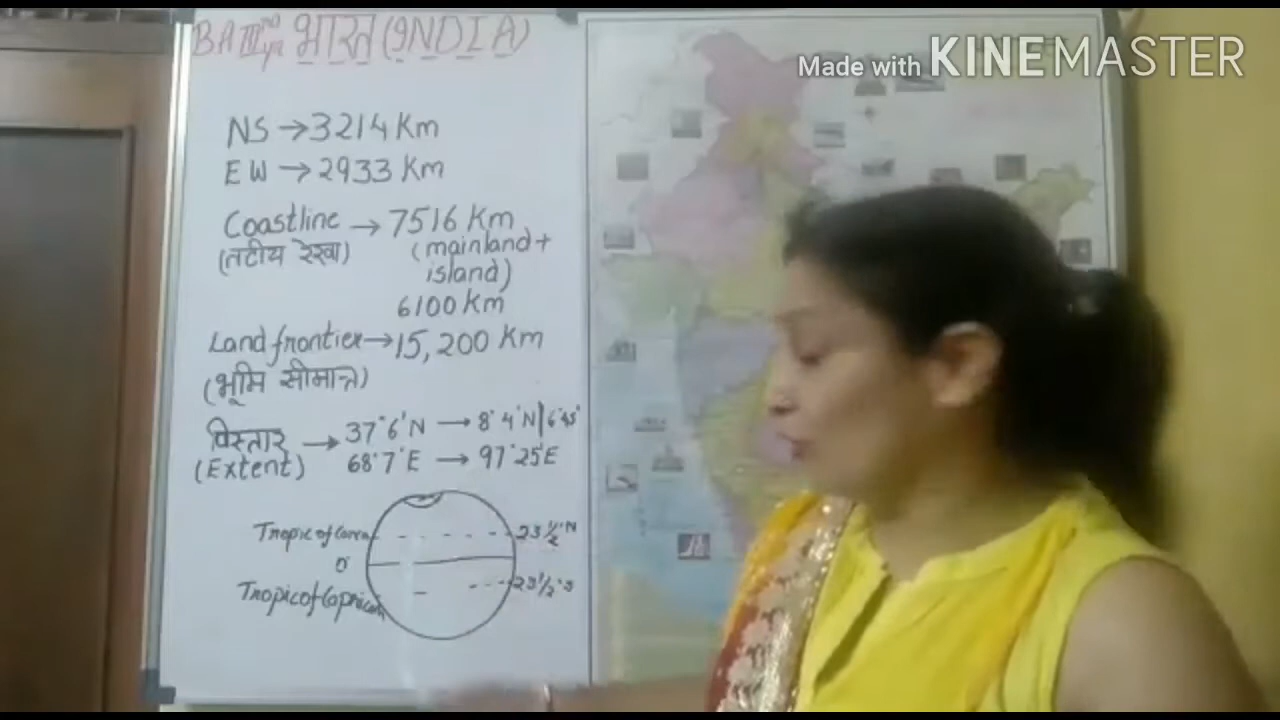 BA IIIrd yr भारत (INDIA)
Made with KINEMASTER
NS → 3214 Km
EW → 2933 Km
Coastline → 7516 Km
(तटीय रेखा) (mainland +
island)
6100 Km
Land frontier → 15,200 Km
(भूमि सीमान्त)
विस्तार → 37°6'N → 8°4'N | 6°45'
(Extent) 68°7'E → 97°25'E
Tropic of Cancer 23½°N
0°
Tropic of Capricorn 23½°S